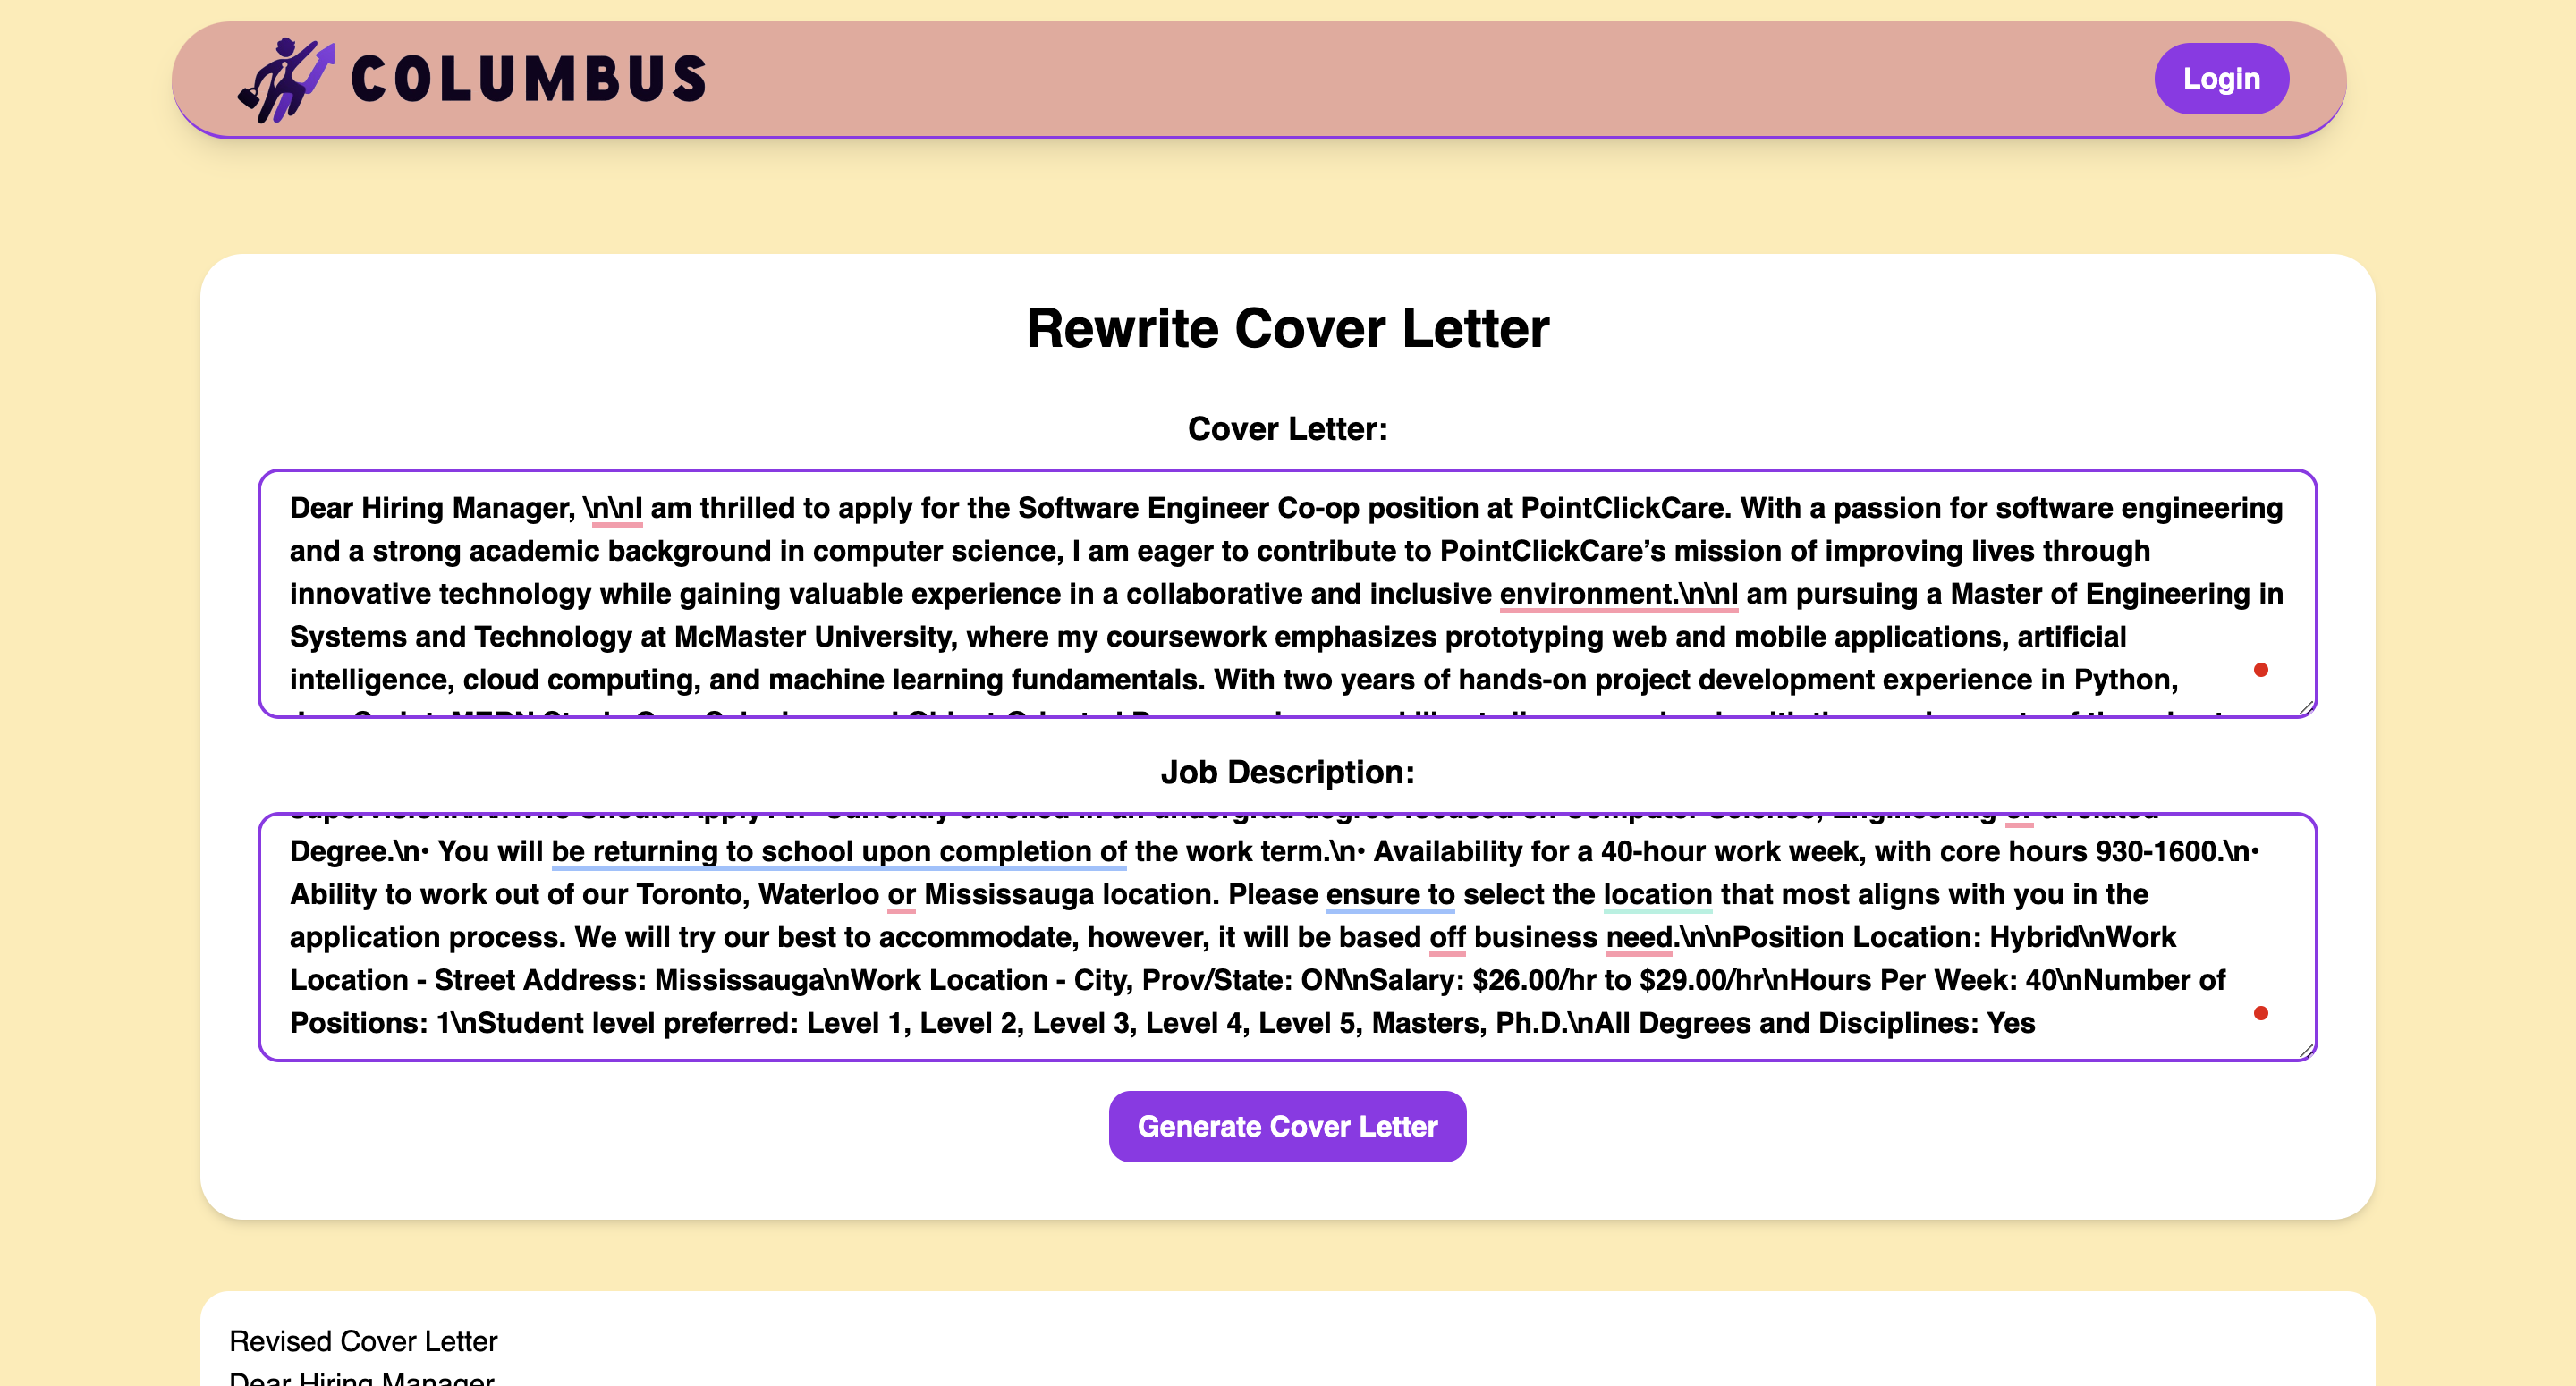 COLUMBUS
Login
Rewrite Cover Letter
Cover Letter:
Dear Hiring Manager, \n\nI am thrilled to apply for the Software Engineer Co-op position at PointClickCare. With a passion for software engineering
and a strong academic background in computer science, I am eager to contribute to PointClickCare’s mission of improving lives through
innovative technology while gaining valuable experience in a collaborative and inclusive environment.\n\nI am pursuing a Master of Engineering in
Systems and Technology at McMaster University, where my coursework emphasizes prototyping web and mobile applications, artificial
intelligence, cloud computing, and machine learning fundamentals. With two years of hands-on project development experience in Python,
Job Description:
Degree.\n• You will be returning to school upon completion of the work term.\n• Availability for a 40-hour work week, with core hours 930-1600.\n•
Ability to work out of our Toronto, Waterloo or Mississauga location. Please ensure to select the location that most aligns with you in the
application process. We will try our best to accommodate, however, it will be based off business need.\n\nPosition Location: Hybrid\nWork
Location - Street Address: Mississauga\nWork Location - City, Prov/State: ON\nSalary: $26.00/hr to $29.00/hr\nHours Per Week: 40\nNumber of
Positions: 1\nStudent level preferred: Level 1, Level 2, Level 3, Level 4, Level 5, Masters, Ph.D.\nAll Degrees and Disciplines: Yes
Generate Cover Letter
Revised Cover Letter
Dear Hiring Manager